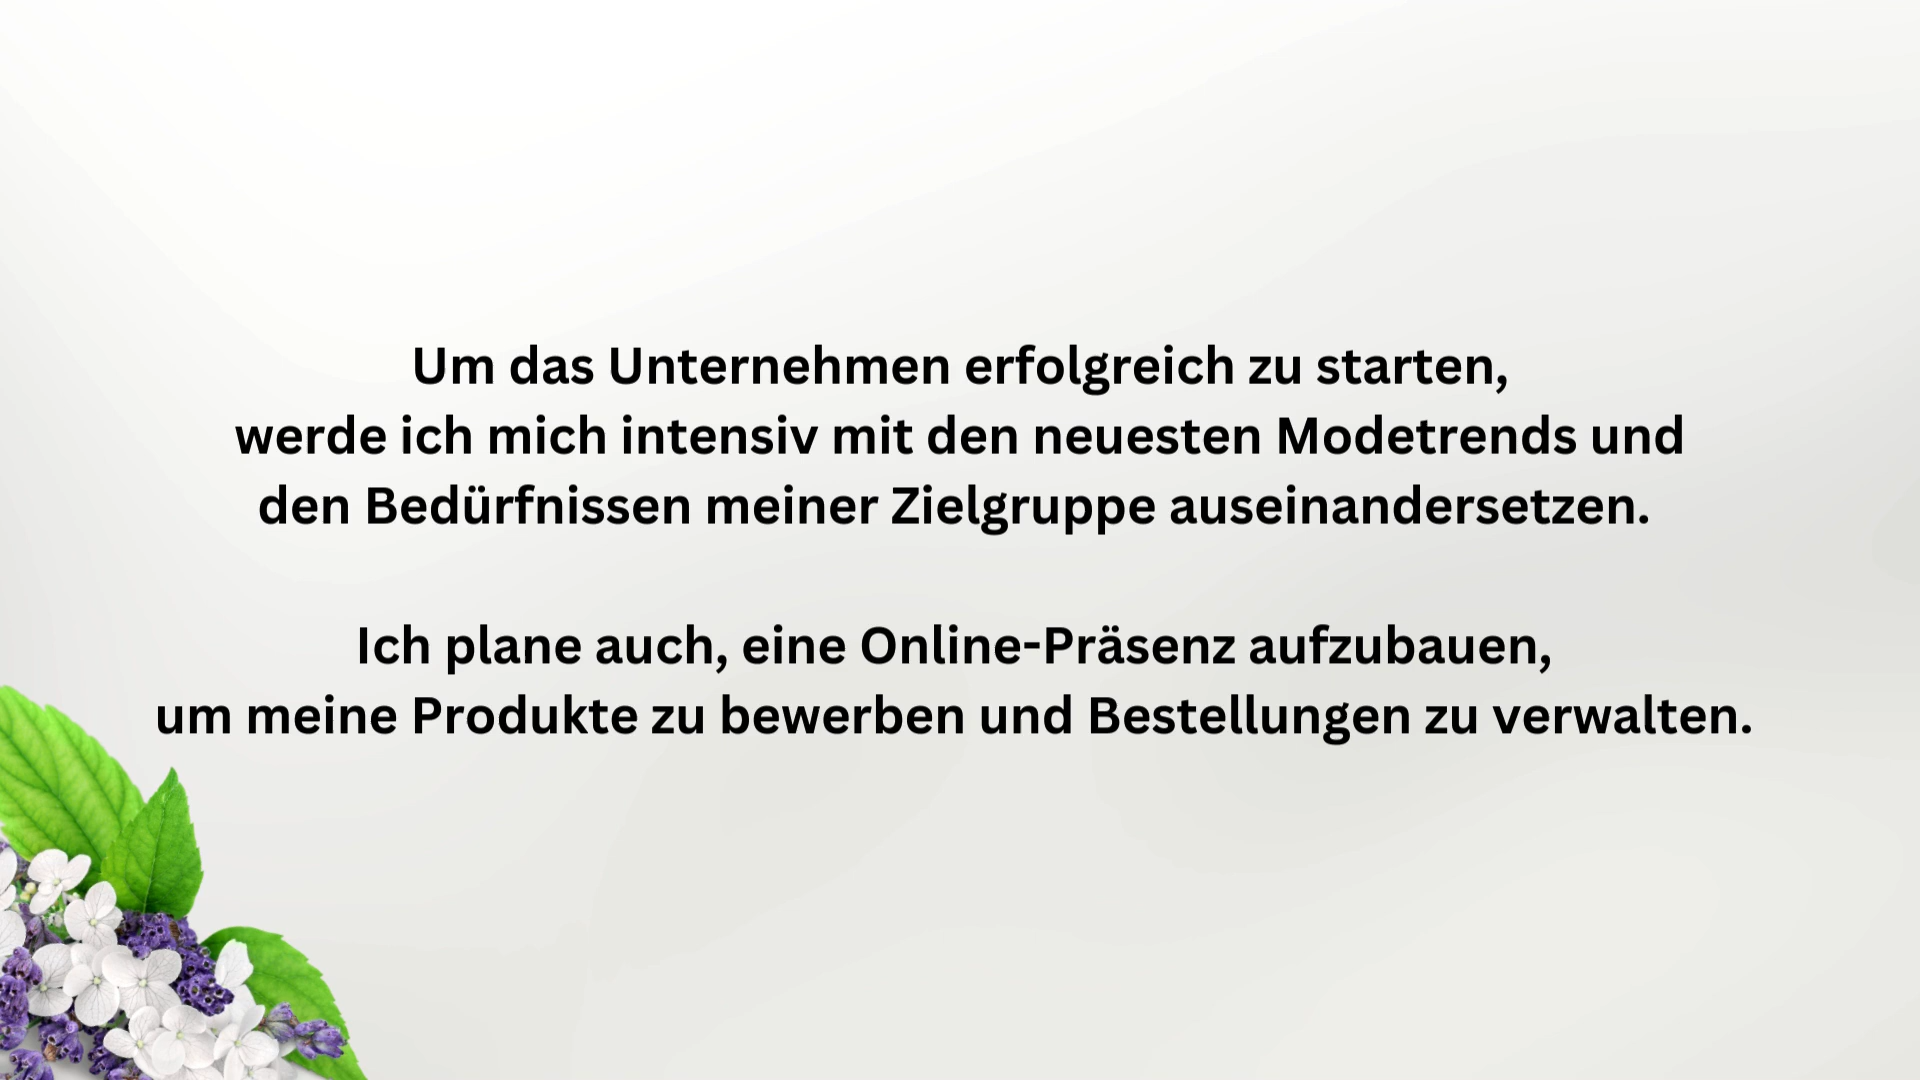 Um das Unternehmen erfolgreich zu starten,
werde ich mich intensiv mit den neuesten Modetrends und
den Bedürfnissen meiner Zielgruppe auseinandersetzen.
Ich plane auch, eine Online-Präsenz aufzubauen,
um meine Produkte zu bewerben und Bestellungen zu verwalten.